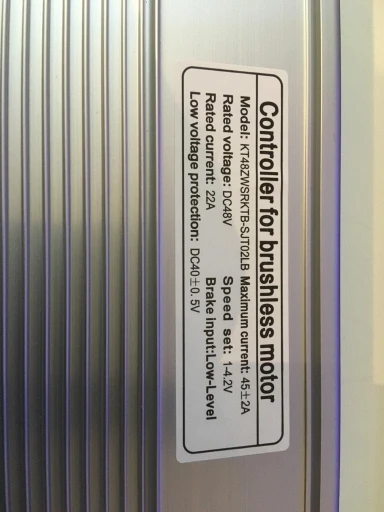 Controller for brushless motor
Model: KT48ZWSRKTB-SJT02LB Maximum current: 45±2A
Rated voltage: DC48V Speed set: 1-4.2V
Rated current: 22A Brake input:Low-Level
Low voltage protection: DC40±0.5V